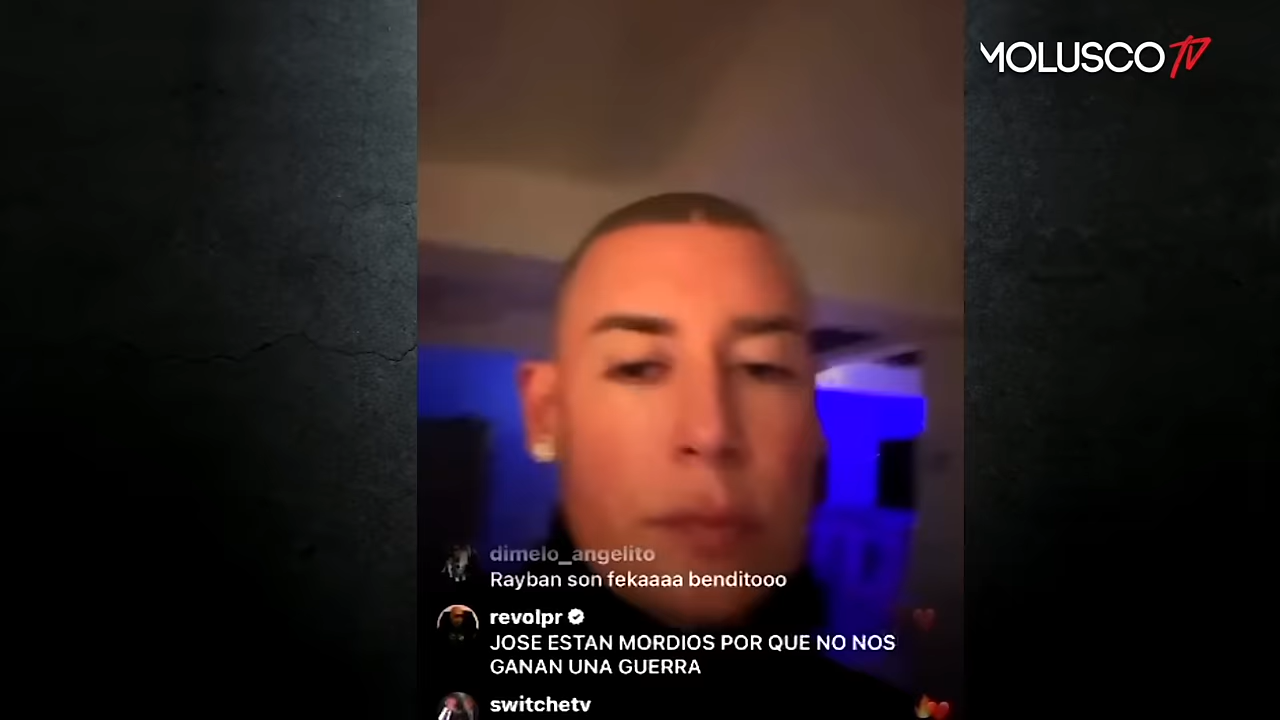 MOLUSCO TV
dimelo_angelito
Rayban son fekaaaa benditooo
revolpr
JOSE ESTAN MORDIOS POR QUE NO NOS
GANAN UNA GUERRA
switchetv